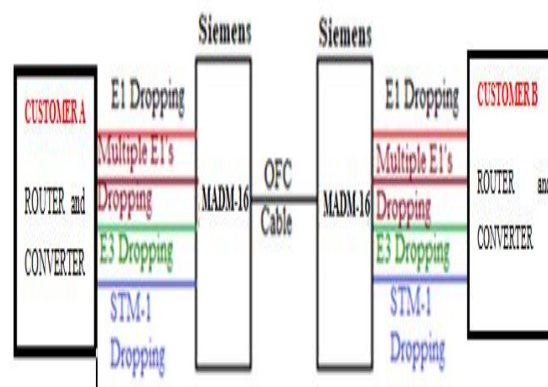 Siemens
Siemens
CUSTOMER A
ROUTER and
CONVERTER
E1 Dropping
Multiple E1's
Dropping
E3 Dropping
STM-1
Dropping
MADM-16
OFC
Cable
MADM-16
E1 Dropping
Multiple E1's
Dropping
E3 Dropping
STM-1
Dropping
CUSTOMER B
ROUTER and
CONVERTER